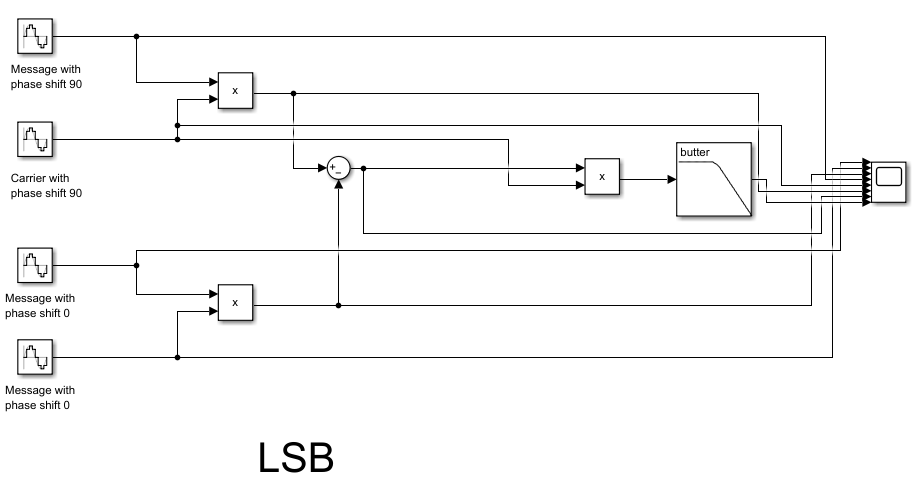 Message with
phase shift 90
x
Carrier with
phase shift 90
+
−
x
butter
Message with
phase shift 0
x
Message with
phase shift 0
LSB